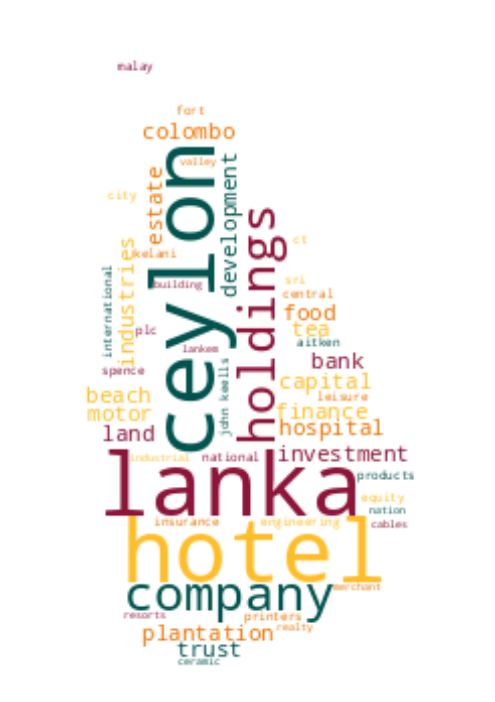 malay
fort
colombo
valley
ceylon
estate
development
city
holdings
kelani
industries
international
building
ct
sri
central
food
plc
tea
aitken
lankem
bank
spence
john keells
capital
beach
leisure
motor
finance
land
hospital
industrial
national
investment
lanka
products
equity
nation
insurance
engineering
cables
hotel
company
merchant
resorts
printers
plantation
realty
trust
ceramic